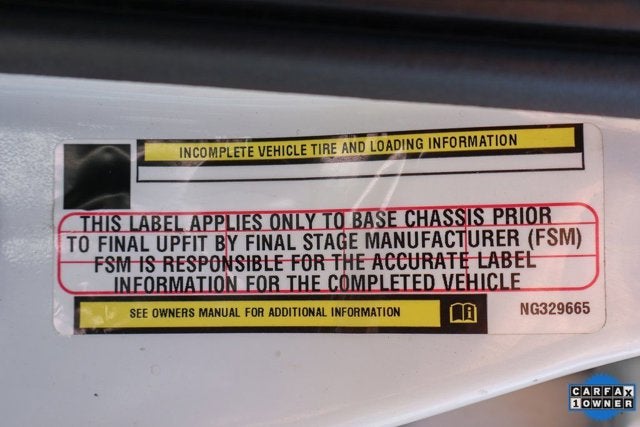 INCOMPLETE VEHICLE TIRE AND LOADING INFORMATION
THIS LABEL APPLIES ONLY TO BASE CHASSIS PRIOR
TO FINAL UPFIT BY FINAL STAGE MANUFACTURER (FSM)
FSM IS RESPONSIBLE FOR THE ACCURATE LABEL
INFORMATION FOR THE COMPLETED VEHICLE
SEE OWNERS MANUAL FOR ADDITIONAL INFORMATION
NG329665
CARFAX
1 OWNER